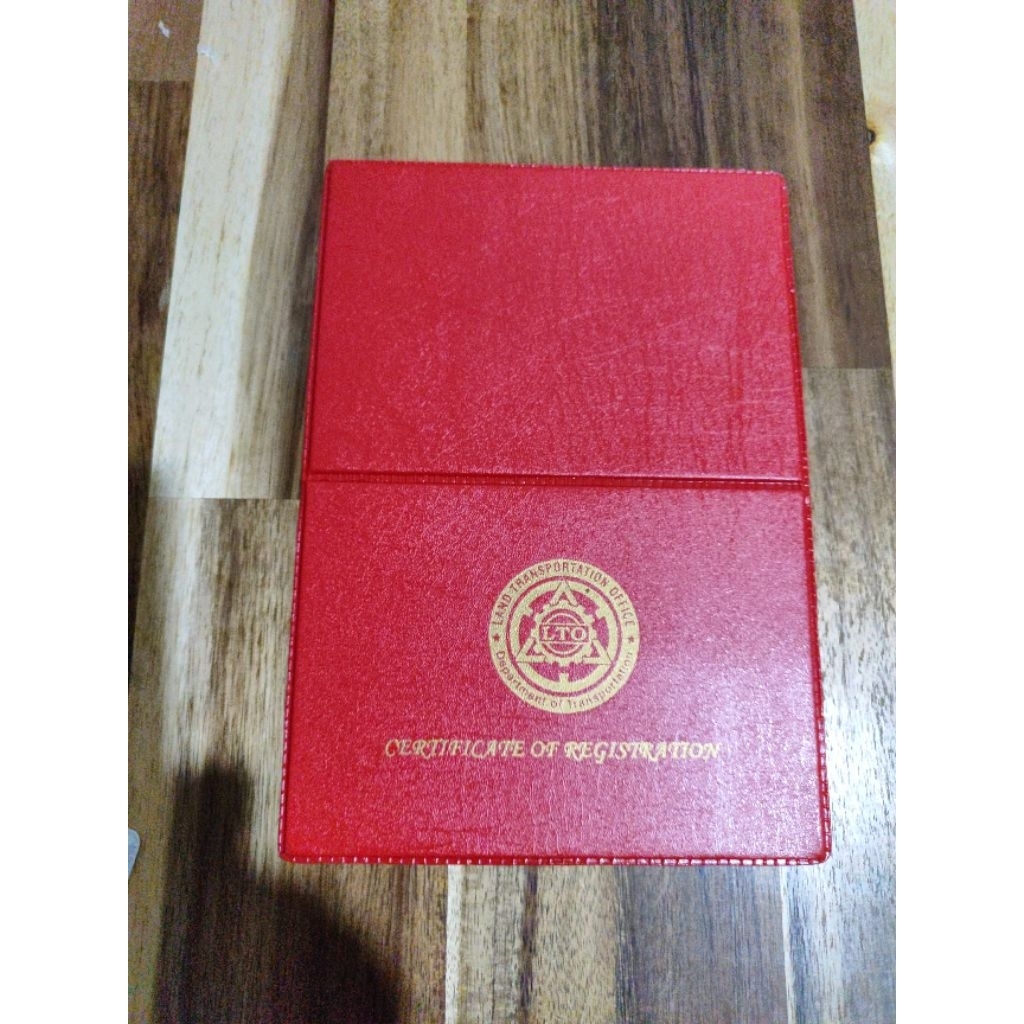 LAND TRANSPORTATION OFFICE
LTO
Department of Transportation
CERTIFICATE OF REGISTRATION